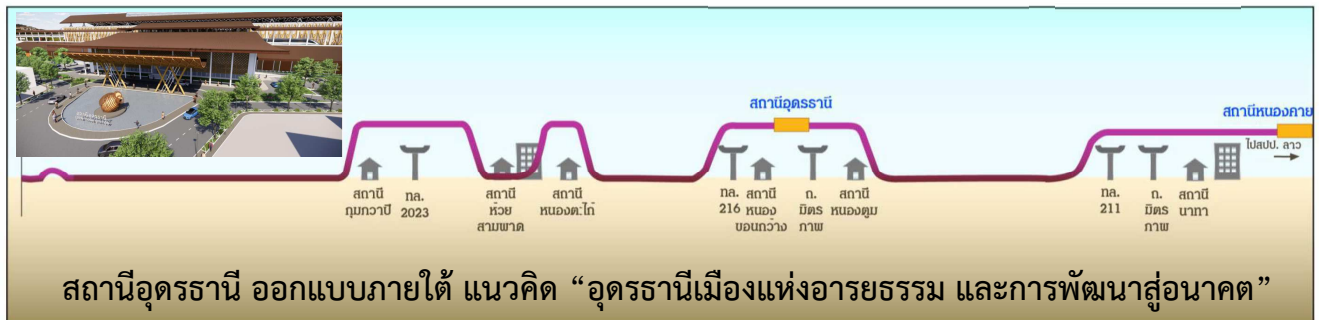 สถานีอุดรธานี
สถานีหนองคาย
ไปสปป. ลาว
สถานี
กุมภวาปี
ทล.
2023
สถานี
ห้วย
สามพาด
สถานี
หนองตะไก้
ทล.
216
สถานี
หนอง
ขอนกว้าง
ถ.
มิตร
ภาพ
สถานี
หนองตูม
ทล.
211
ถ.
มิตร
ภาพ
สถานี
นาทา
สถานีอุดรธานี ออกแบบภายใต้ แนวคิด “อุดรธานีเมืองแห่งอารยธรรม และการพัฒนาสู่อนาคต”